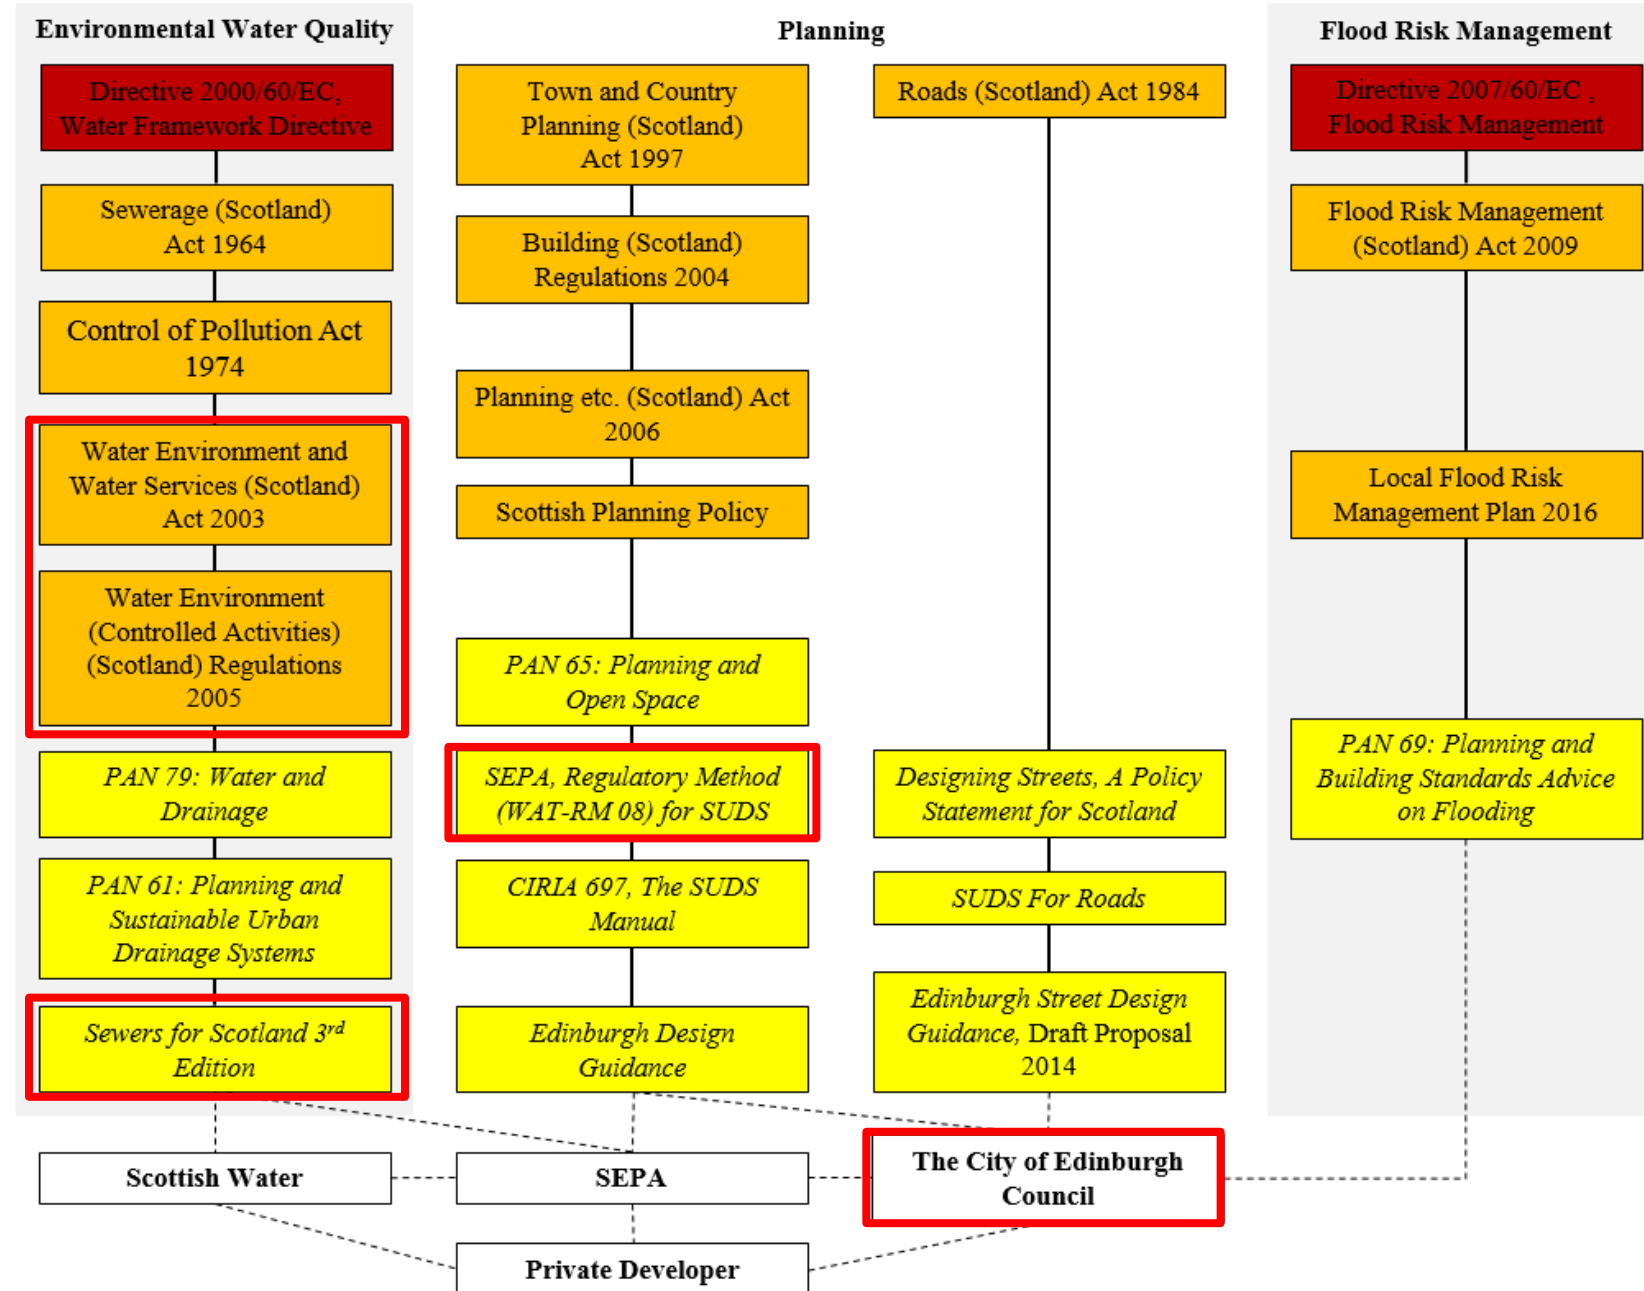 Environmental Water Quality
Directive 2000/60/EC,
Water Framework Directive
Sewerage (Scotland)
Act 1964
Control of Pollution Act
1974
Water Environment and
Water Services (Scotland)
Act 2003
Water Environment
(Controlled Activities)
(Scotland) Regulations
2005
PAN 79: Water and
Drainage
PAN 61: Planning and
Sustainable Urban
Drainage Systems
Sewers for Scotland 3rd
Edition
Planning
Town and Country
Planning (Scotland)
Act 1997
Building (Scotland)
Regulations 2004
Planning etc. (Scotland) Act
2006
Scottish Planning Policy
PAN 65: Planning and
Open Space
SEPA, Regulatory Method
(WAT-RM 08) for SUDS
CIRIA 697, The SUDS
Manual
Edinburgh Design
Guidance
Roads (Scotland) Act 1984
Designing Streets, A Policy
Statement for Scotland
SUDS For Roads
Edinburgh Street Design
Guidance, Draft Proposal
2014
Flood Risk Management
Directive 2007/60/EC ,
Flood Risk Management
Flood Risk Management
(Scotland) Act 2009
Local Flood Risk
Management Plan 2016
PAN 69: Planning and
Building Standards Advice
on Flooding
Scottish Water
SEPA
The City of Edinburgh
Council
Private Developer